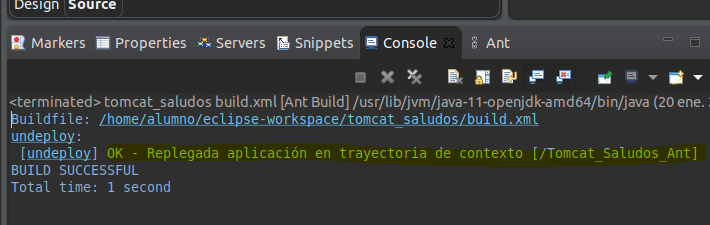 Design Source
Markers Properties Servers Snippets Console Ant
<terminated> tomcat_saludos build.xml [Ant Build] /usr/lib/jvm/java-11-openjdk-amd64/bin/java (20 ene.
Buildfile: /home/alumno/eclipse-workspace/tomcat_saludos/build.xml
undeploy:
[undeploy] OK - Replegada aplicación en trayectoria de contexto [/Tomcat_Saludos_Ant]
BUILD SUCCESSFUL
Total time: 1 second